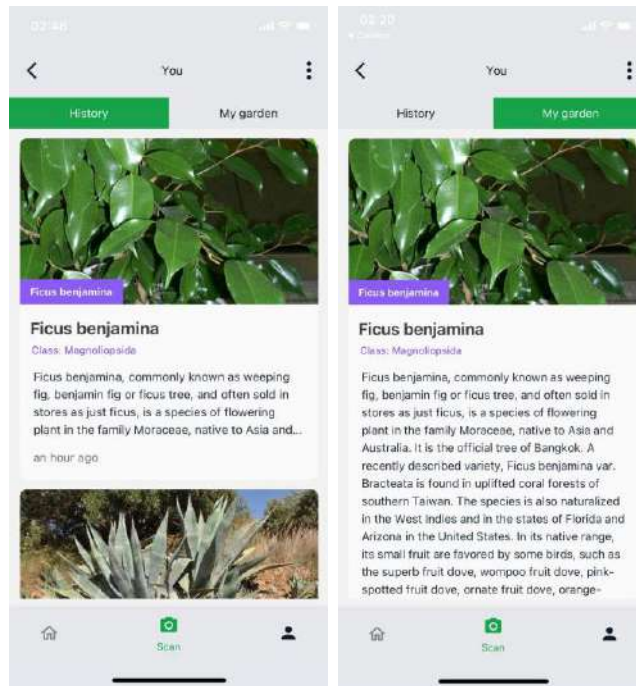 02:46
You
History
My garden
Ficus benjamina
Ficus benjamina
Class: Magnoliopsida
Ficus benjamina, commonly known as weeping
fig, benjamin fig or ficus tree, and often sold in
stores as just ficus, is a species of flowering
plant in the family Moraceae, native to Asia and...
an hour ago
Scan
You
History
My garden
Ficus benjamina
Ficus benjamina
Class: Magnoliopsida
Ficus benjamina, commonly known as weeping
fig, benjamin fig or ficus tree, and often sold in
stores as just ficus, is a species of flowering
plant in the family Moraceae, native to Asia and
Australia. It is the official tree of Bangkok. A
recently described variety, Ficus benjamina var.
Bracteata is found in uplifted coral forests of
southern Taiwan. The species is also naturalized
in the West Indies and in the states of Florida and
Arizona in the United States. In its native range,
its small fruit are favored by some birds, such as
the superb fruit dove, wompoo fruit dove, pink-
spotted fruit dove, ornate fruit dove, orange-
Scan